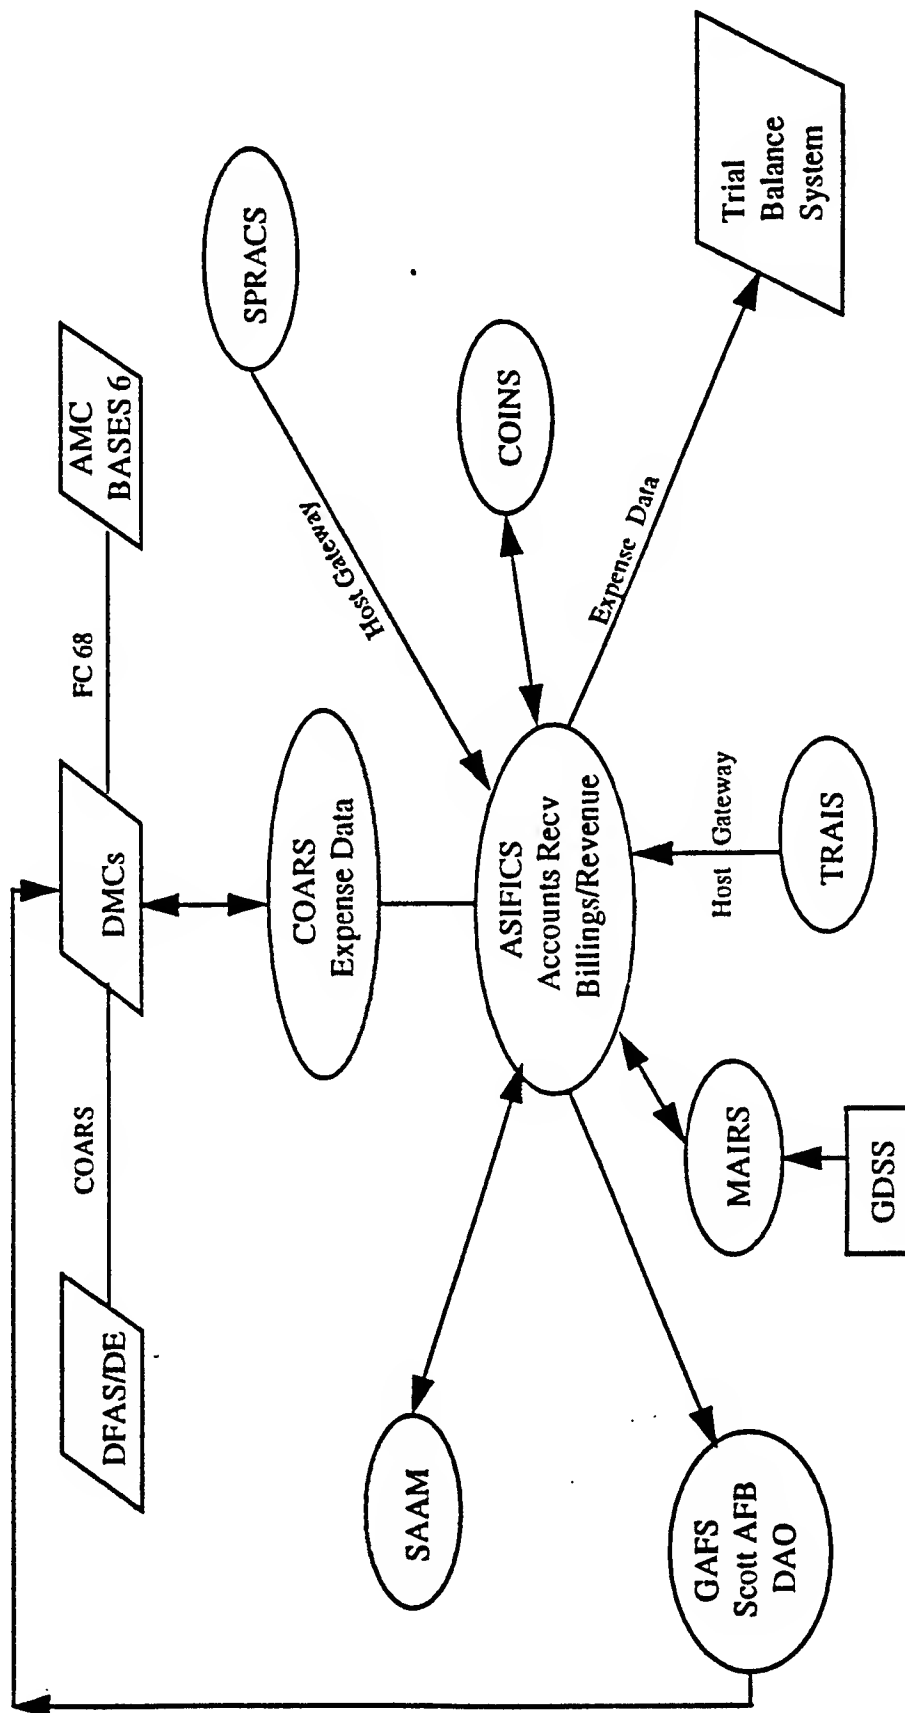 DFAS/DE
COARS
DMCs
FC 68
AMC
BASES 6
SPRACS
COARS
Expense Data
Host Gateway
SAAM
COINS
ASIFICS
Accounts Recv
Billings/Revenue
Expense Data
GAFS
Scott AFB
DAO
MAIRS
Host Gateway
Trial
Balance
System
TRAIS
GDSS